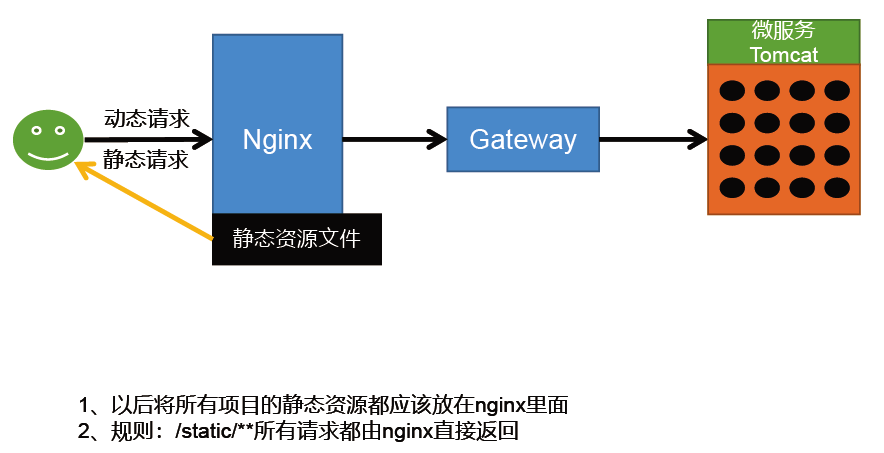 微服务
Tomcat
动态请求
静态请求
Nginx
Gateway
静态资源文件
1、以后将所有项目的静态资源都应该放在nginx里面
2、规则：/static/**所有请求都由nginx直接返回